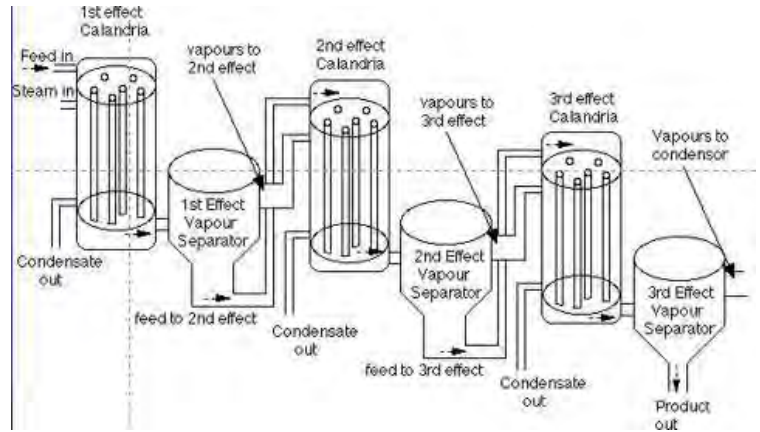 1st effect
Calandria
Feed in
Steam in
Condensate
out
vapours to
2nd effect
1st Effect
Vapour
Separator
feed to 2nd effect
2nd effect
Calandria
Condensate
out
vapours to
3rd effect
2nd Effect
Vapour
Separator
feed to 3rd effect
3rd effect
Calandria
Condensate
out
Vapours to
condensor
3rd Effect
Vapour
Separator
Product
out